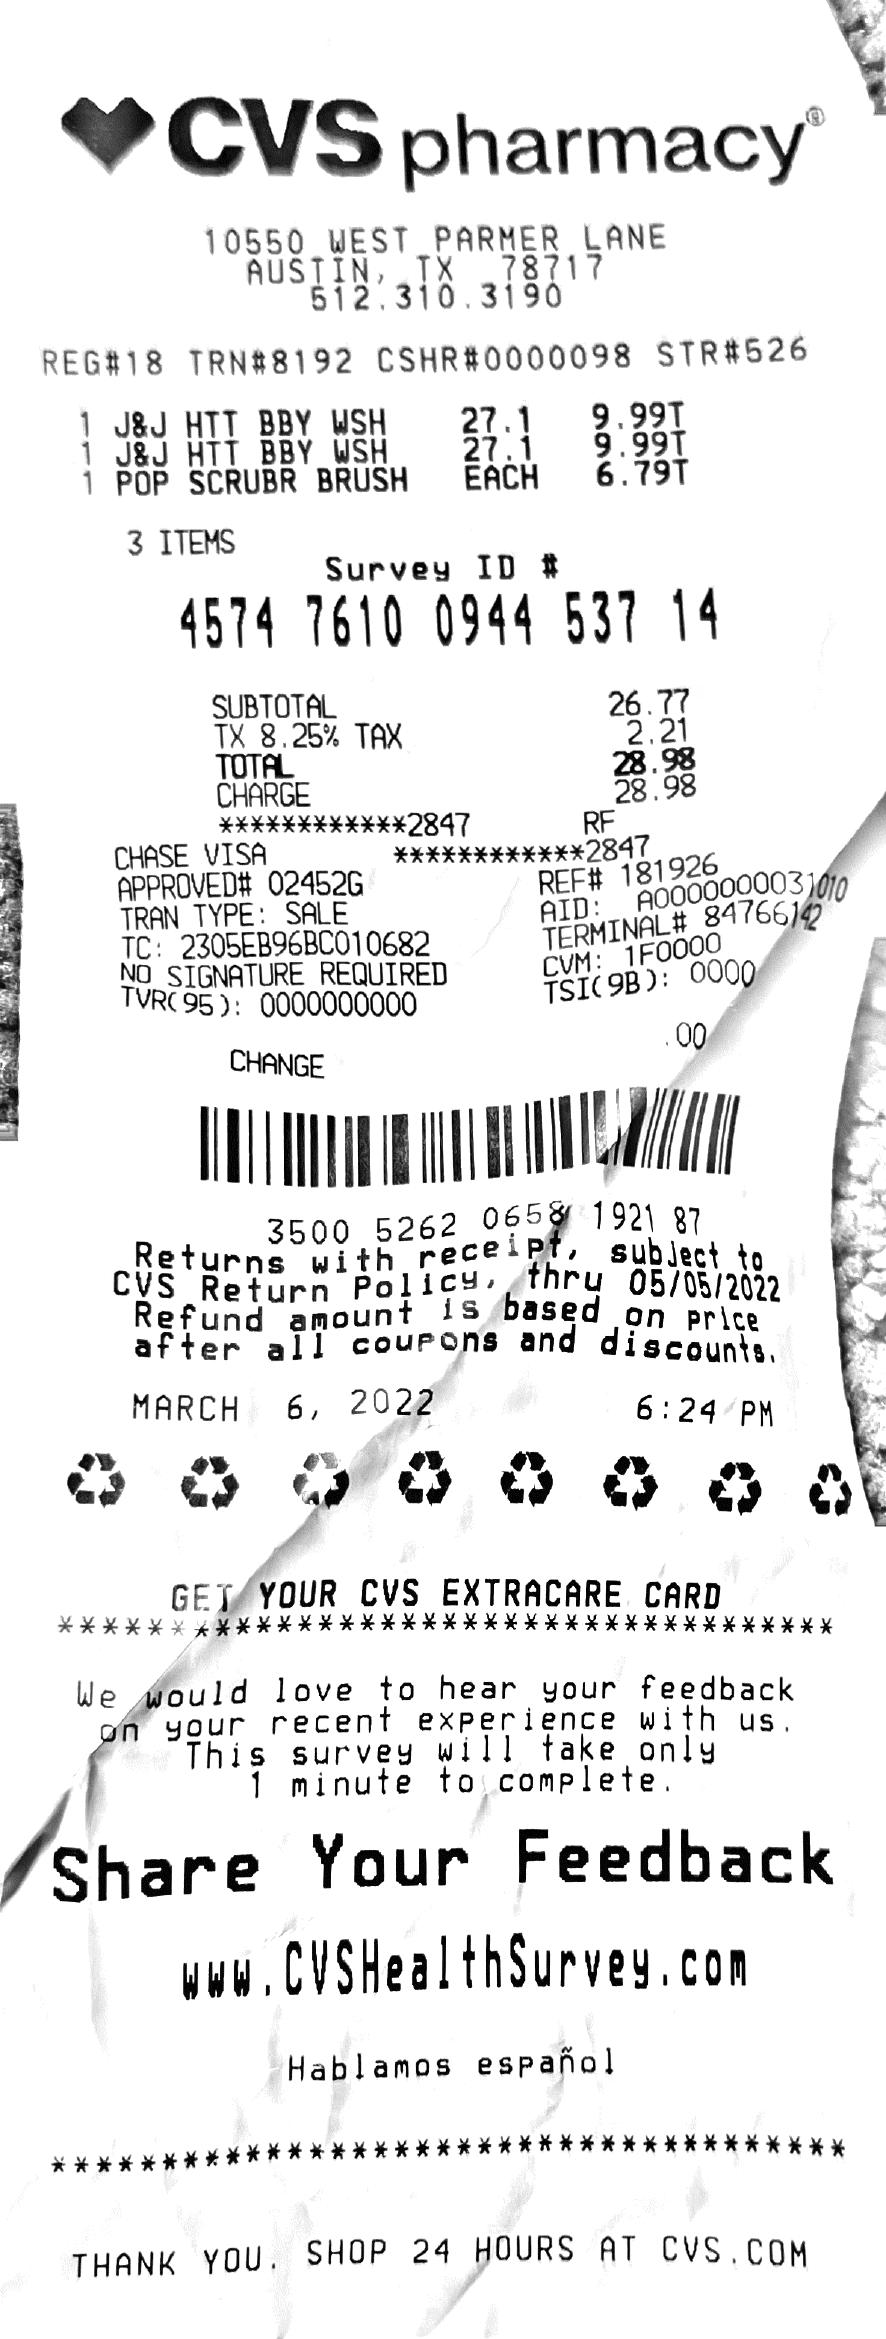 CVS pharmacy®
10550 WEST PARMER LANE
AUSTIN, TX 78717
512.310.3190
REG#18 TRN#8192 CSHR#0000098 STR#526
1 J&J HTT BBY WSH 27.1 9.99T
1 J&J HTT BBY WSH 27.1 9.99T
1 POP SCRUBR BRUSH EACH 6.79T
3 ITEMS
Survey ID #
4574 7610 0944 537 14
SUBTOTAL 26.77
TX 8.25% TAX 2.21
TOTAL 28.98
CHARGE 28.98
************2847 RF
CHASE VISA ************2847
APPROVED# 02452G REF# 181926
TRAN TYPE: SALE AID: A0000000031010
TC: 2305EB96BC010682 TERMINAL# 84766142
NO SIGNATURE REQUIRED CVM: 1F0000
TVR(95): 0000000000 TSI(9B): 0000
CHANGE .00
3500 5262 0658 1921 87
Returns with receipt, subject to
CVS Return Policy, thru 05/05/2022
Refund amount is based on price
after all coupons and discounts.
MARCH 6, 2022 6:24 PM
GET YOUR CVS EXTRACARE CARD
**************************************
We would love to hear your feedback
on your recent experience with us.
This survey will take only
1 minute to complete.
Share Your Feedback
www.CVSHealthSurvey.com
Hablamos español
**************************************
THANK YOU. SHOP 24 HOURS AT CVS.COM